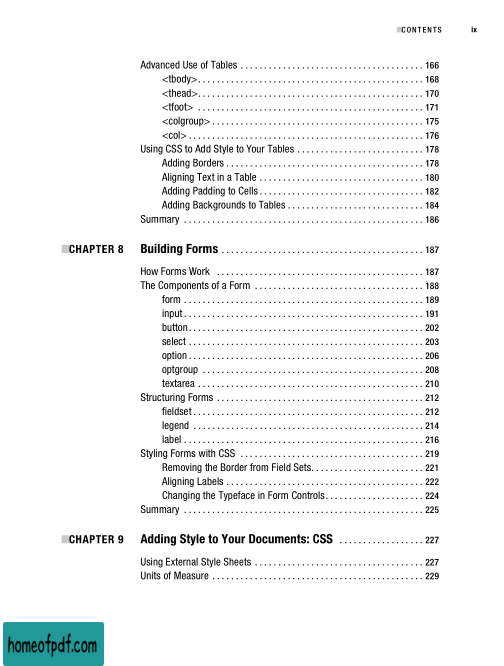 ■CONTENTS ix
Advanced Use of Tables . . . . . . . . . . . . . . . . . . . . . . . . . . . . . . . . . . . . . . . 166
<tbody>. . . . . . . . . . . . . . . . . . . . . . . . . . . . . . . . . . . . . . . . . . . . . . . . 168
<thead>. . . . . . . . . . . . . . . . . . . . . . . . . . . . . . . . . . . . . . . . . . . . . . . . 170
<tfoot> . . . . . . . . . . . . . . . . . . . . . . . . . . . . . . . . . . . . . . . . . . . . . . . . 171
<colgroup> . . . . . . . . . . . . . . . . . . . . . . . . . . . . . . . . . . . . . . . . . . . . . 175
<col> . . . . . . . . . . . . . . . . . . . . . . . . . . . . . . . . . . . . . . . . . . . . . . . . . . 176
Using CSS to Add Style to Your Tables . . . . . . . . . . . . . . . . . . . . . . . . . . . 178
Adding Borders . . . . . . . . . . . . . . . . . . . . . . . . . . . . . . . . . . . . . . . . . . 178
Aligning Text in a Table . . . . . . . . . . . . . . . . . . . . . . . . . . . . . . . . . . . 180
Adding Padding to Cells . . . . . . . . . . . . . . . . . . . . . . . . . . . . . . . . . . . 182
Adding Backgrounds to Tables . . . . . . . . . . . . . . . . . . . . . . . . . . . . . 184
Summary . . . . . . . . . . . . . . . . . . . . . . . . . . . . . . . . . . . . . . . . . . . . . . . . . . . 186
■CHAPTER 8 Building Forms . . . . . . . . . . . . . . . . . . . . . . . . . . . . . . . . . . . . . . . . . . . 187
How Forms Work . . . . . . . . . . . . . . . . . . . . . . . . . . . . . . . . . . . . . . . . . . . . 187
The Components of a Form . . . . . . . . . . . . . . . . . . . . . . . . . . . . . . . . . . . . 188
form . . . . . . . . . . . . . . . . . . . . . . . . . . . . . . . . . . . . . . . . . . . . . . . . . . . 189
input . . . . . . . . . . . . . . . . . . . . . . . . . . . . . . . . . . . . . . . . . . . . . . . . . . . 191
button . . . . . . . . . . . . . . . . . . . . . . . . . . . . . . . . . . . . . . . . . . . . . . . . . . 202
select . . . . . . . . . . . . . . . . . . . . . . . . . . . . . . . . . . . . . . . . . . . . . . . . . . 203
option . . . . . . . . . . . . . . . . . . . . . . . . . . . . . . . . . . . . . . . . . . . . . . . . . . 206
optgroup . . . . . . . . . . . . . . . . . . . . . . . . . . . . . . . . . . . . . . . . . . . . . . . 208
textarea . . . . . . . . . . . . . . . . . . . . . . . . . . . . . . . . . . . . . . . . . . . . . . . . 210
Structuring Forms . . . . . . . . . . . . . . . . . . . . . . . . . . . . . . . . . . . . . . . . . . . . 212
fieldset . . . . . . . . . . . . . . . . . . . . . . . . . . . . . . . . . . . . . . . . . . . . . . . . . 212
legend . . . . . . . . . . . . . . . . . . . . . . . . . . . . . . . . . . . . . . . . . . . . . . . . . 214
label . . . . . . . . . . . . . . . . . . . . . . . . . . . . . . . . . . . . . . . . . . . . . . . . . . . 216
Styling Forms with CSS . . . . . . . . . . . . . . . . . . . . . . . . . . . . . . . . . . . . . . . 219
Removing the Border from Field Sets. . . . . . . . . . . . . . . . . . . . . . . . 221
Aligning Labels . . . . . . . . . . . . . . . . . . . . . . . . . . . . . . . . . . . . . . . . . . 222
Changing the Typeface in Form Controls. . . . . . . . . . . . . . . . . . . . . 224
Summary . . . . . . . . . . . . . . . . . . . . . . . . . . . . . . . . . . . . . . . . . . . . . . . . . . . 225
■CHAPTER 9 Adding Style to Your Documents: CSS . . . . . . . . . . . . . . . . . . 227
Using External Style Sheets . . . . . . . . . . . . . . . . . . . . . . . . . . . . . . . . . . . . 227
Units of Measure . . . . . . . . . . . . . . . . . . . . . . . . . . . . . . . . . . . . . . . . . . . . . 229
homeofpdf.com